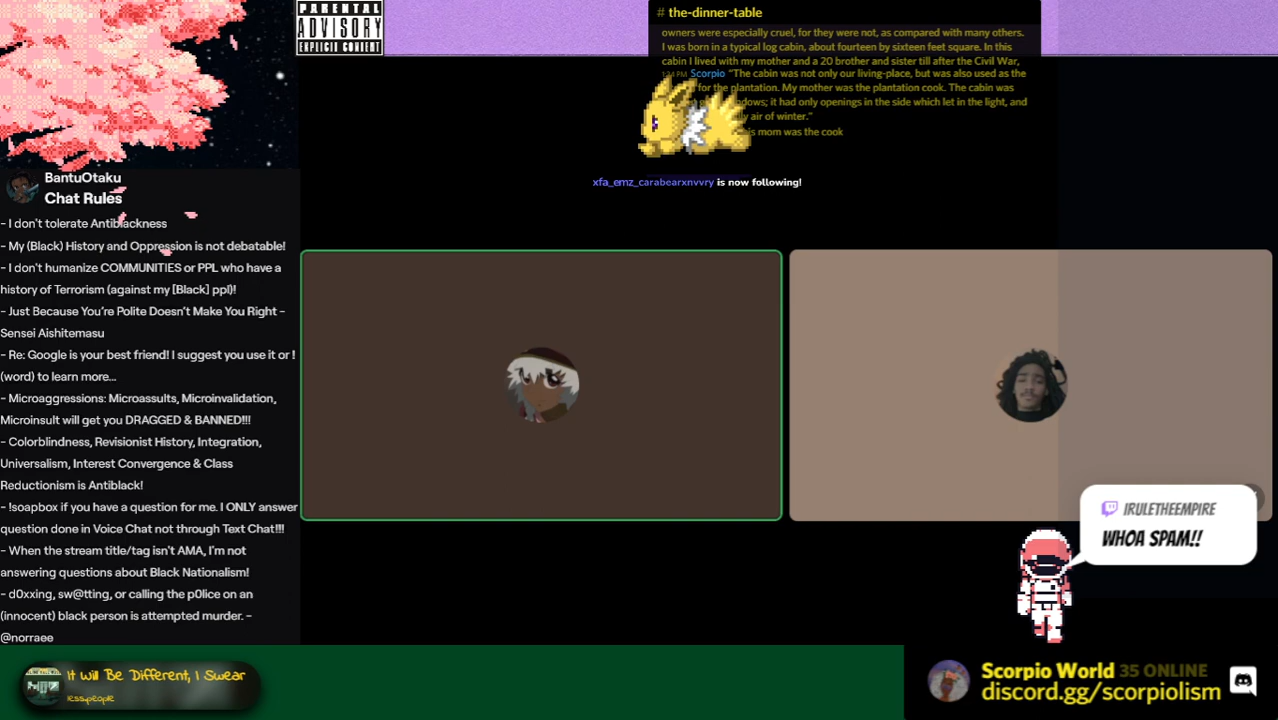 PARENTAL
ADVISORY
EXPLICIT CONTENT
# the-dinner-table
owners were especially cruel, for they were not, as compared with many others.
I was born in a typical log cabin, about fourteen by sixteen feet square. In this
cabin I lived with my mother and a 20 brother and sister till after the Civil War,
Scorpio "The cabin was not only our living-place, but was also used as the
for the plantation. My mother was the plantation cook. The cabin was
it had only openings in the side which let in the light, and
air of winter."
mom was the cook
xfa_emz_carabearxnvvry is now following!
BantuOtaku
Chat Rules
- I don't tolerate Antiblackness
- My (Black) History and Oppression is not debatable!
- I don't humanize COMMUNITIES or PPL who have a
history of Terrorism (against my [Black] ppl)!
- Just Because You're Polite Doesn't Make You Right -
Sensei Aishitemasu
- Re: Google is your best friend! I suggest you use it or !
(word) to learn more...
- Microaggressions: Microassults, Microinvalidation,
Microinsult will get you DRAGGED & BANNED!!!
- Colorblindness, Revisionist History, Integration,
Universalism, Interest Convergence & Class
Reductionism is Antiblack!
- !soapbox if you have a question for me. I ONLY answer
question done in Voice Chat not through Text Chat!!!
- When the stream title/tag isn't AMA, I'm not
answering questions about Black Nationalism!
- d0xxing, sw@tting, or calling the p0lice on an
(innocent) black person is attempted murder. -
@norraee
IRULETHEEMPIRE
WHOA SPAM!!
It Will Be Different, I Swear
lessipeople
Scorpio World 35 ONLINE
discord.gg/scorpiolism